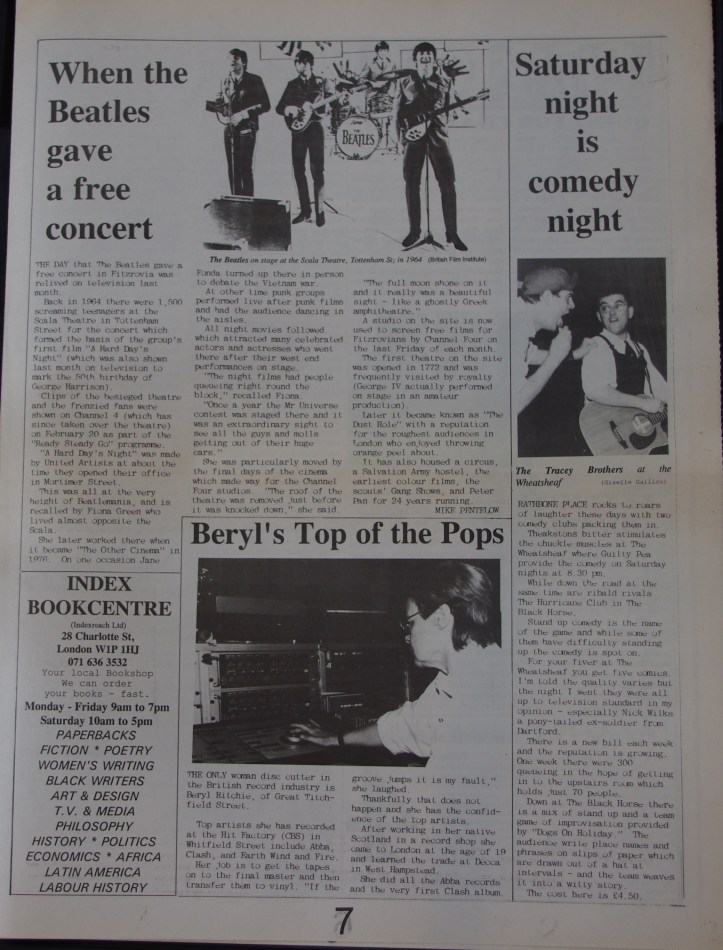 When the
Beatles
gave
a free
concert
THE BEATLES
The Beatles on stage at the Scala Theatre, Tottenham St; in 1964 (British Film Institute)
THE DAY that The Beatles gave a
free concert in Fitzrovia was
relived on television last
month.
Back in 1964 there were 1,500
screaming teenagers at the
Scala Theatre in Tottenham
Street for the concert which
formed the basis of the group's
first film "A Hard Day's
Night" (which was also shown
last month on television to
mark the 50th birthday of
George Harrison).
Clips of the besieged theatre
and the frenzied fans were
shown on Channel 4 (which has
since taken over the theatre)
on February 20 as part of the
"Ready Steady Go" programe.
"A Hard Day's Night" was made
by United Artists at about the
time they opened their office
in Mortimer Street.
This was all at the very
height of Beatlemania, and is
recalled by Fiona Green who
lived almost opposite the
Scala.
She later worked there when
it became "The Other Cinema" in
1976. On one occasion Jane
Fonda turned up there in person
to debate the Vietnam war.
At other time punk groups
performed live after punk films
and had the audience dancing in
the aisles.
All night movies followed
which attracted many celebrated
actors and actresses who went
there after their west end
performances on stage.
"The night films had people
queueing right round the
block," recalled Fiona.
"Once a year the Mr Universe
contest was staged there and it
was an extraordinary sight to
see all the guys and molls
getting out of their huge
cars."
She was particularly moved by
the final days of the cinema
which made way for the Channel
Four studios. "The roof of the
theatre was removed just before
it was knocked down," she said.
"The full moon shone on it
and it really was a beautiful
sight - like a ghostly Greek
amphitheatre."
A studio on the site is now
used to screen free films for
Fitzrovians by Channel Four on
the last Friday of each month.
The first theatre on the site
was opened in 1772 and was
frequently visited by royalty
(George IV actually performed
on stage in an amateur
production).
Later it became known as "The
Dust Hole" with a reputation
for the roughest audiences in
London who enjoyed throwing
orange peel about.
It has also housed a circus,
a Salvation Army hostel, the
earliest colour films, the
scouts' Gang Shows, and Peter
Pan for 24 years running.
MIKE PENTELOW
Saturday
night
is
comedy
night
The Tracey Brothers at the
Wheatsheaf
RATHBONE PLACE rocks to roars
of laughter these days with two
comedy clubs packing them in.
Theakstons bitter stimulates
the chuckle muscles at The
Wheatsheaf where Guilty Pea
provide the comedy on Saturday
nights at 8.30 pm.
While down the road at the
same time are ribald rivals
The Hurricane Club in The
Black Horse.
Stand up comedy is the name
of the game and while some of
them have difficulty standing
up the comedy is spot on.
For your fiver at The
Wheatsheaf you get five comics.
I'm told the quality varies but
the night I went they were all
up to television standard in my
opinion - especially Nick Wilks
a pony-tailed ex-soldier from
Dartford.
There is a new bill each week
and the reputation is growing.
One week there were 300
queueing in the hope of getting
in to the upstairs room which
holds just 70 people.
Down at The Black Horse there
is a mix of stand up and a team
game of improvisation provided
by "Dogs On Holiday." The
audience write place names and
phrases on slips of paper which
are drawn out of a hat at
intervals - and the team weaves
it into a witty story.
The cost here is £4.50.
INDEX
BOOKCENTRE
(Indexreach Ltd)
28 Charlotte St,
London W1P 1HJ
071 636 3532
Your local Bookshop
We can order
your books - fast.
Monday - Friday 9am to 7pm
Saturday 10am to 5pm
PAPERBACKS
FICTION * POETRY
WOMEN'S WRITING
BLACK WRITERS
ART & DESIGN
T.V. & MEDIA
PHILOSOPHY
HISTORY * POLITICS
ECONOMICS * AFRICA
LATIN AMERICA
LABOUR HISTORY
Beryl's Top of the Pops
THE ONLY woman disc cutter in
the British record industry is
Beryl Ritchie, of Great Titch-
field Street.
Top artists she has recorded
at the Hit Factory (CBS) in
Whitfield Street include Abba,
Clash, and Earth Wind and Fire.
Her job is to get the tapes
on to the final master and then
transfer them to vinyl. "If the
groove jumps it is my fault,"
she laughed.
Thankfully that does not
happen and she has the confid-
ence of the top artists.
After working in her native
Scotland in a record shop she
came to London at the age of 19
and learned the trade at Decca
in West Hampstead.
She did all the Abba records
and the very first Clash album.
7